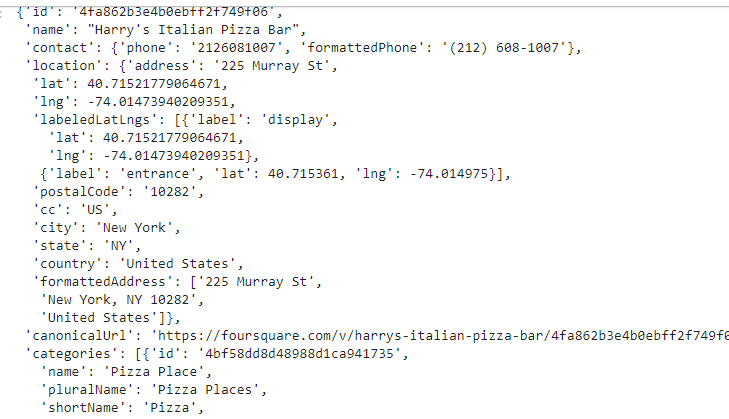 {'id': '4fa862b3e4b0ebff2f749f06',
'name': "Harry's Italian Pizza Bar",
'contact': {'phone': '2126081007', 'formattedPhone': '(212) 608-1007'},
'location': {'address': '225 Murray St',
'lat': 40.71521779064671,
'lng': -74.01473940209351,
'labeledLatLngs': [{'label': 'display',
'lat': 40.71521779064671,
'lng': -74.01473940209351},
{'label': 'entrance', 'lat': 40.715361, 'lng': -74.014975}],
'postalCode': '10282',
'cc': 'US',
'city': 'New York',
'state': 'NY',
'country': 'United States',
'formattedAddress': ['225 Murray St',
'New York, NY 10282',
'United States']},
'canonicalUrl': 'https://foursquare.com/v/harrys-italian-pizza-bar/4fa862b3e4b0ebff2f749f0
'categories': [{'id': '4bf58dd8d48988d1ca941735',
'name': 'Pizza Place',
'pluralName': 'Pizza Places',
'shortName': 'Pizza',